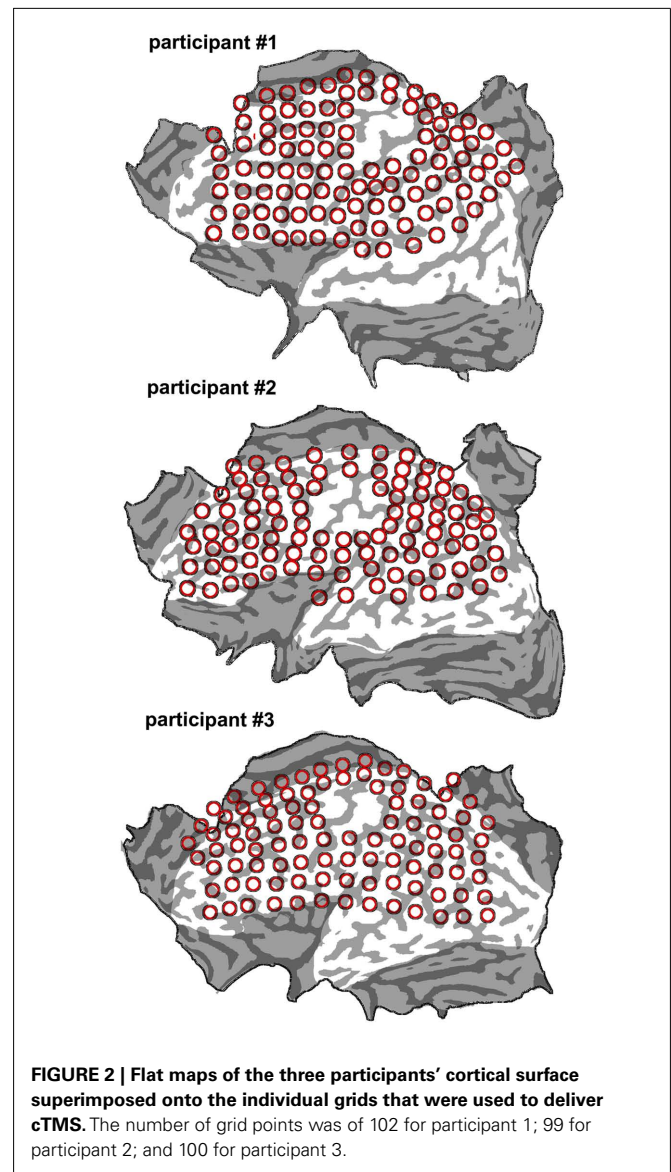 participant #1
participant #2
participant #3
FIGURE 2 | Flat maps of the three participants’ cortical surface
superimposed onto the individual grids that were used to deliver
cTMS. The number of grid points was of 102 for participant 1; 99 for
participant 2; and 100 for participant 3.